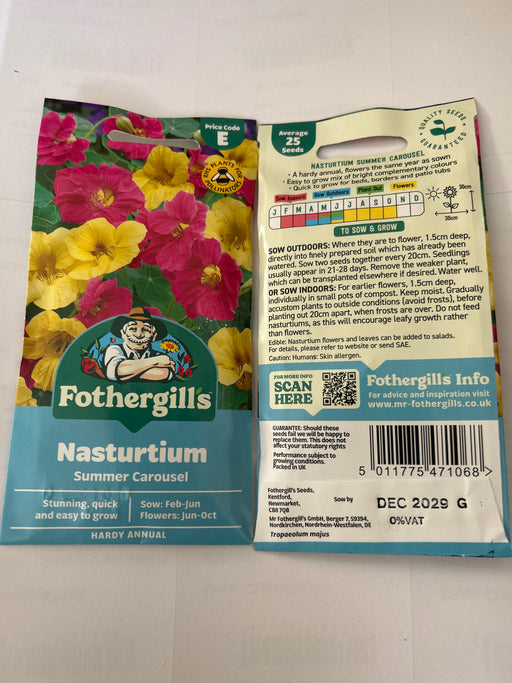 Price Code
E
RHS PLANTS FOR POLLINATORS
Fothergill's
Nasturtium
Summer Carousel
Stunning, quick
and easy to grow
Sow: Feb-Jun
Flowers: Jun-Oct
HARDY ANNUAL
Average
25
Seeds
QUALITY SEEDS
GUARANTEED
NASTURTIUM SUMMER CAROUSEL
• A hardy annual, flowers the same year as sown
• Easy to grow mix of bright complementary colours
• Quick to grow for beds, borders and patio tubs
Sow Indoors Sow Outdoors Plant Out Flowers
J F M A M J J A S O N D
30cm
30cm
TO SOW & GROW
SOW OUTDOORS: Where they are to flower, 1.5cm deep,
directly into finely prepared soil which has already been
watered. Sow two seeds together every 20cm. Seedlings
usually appear in 21-28 days. Remove the weaker plant,
which can be transplanted elsewhere if desired. Water well.
OR SOW INDOORS: For earlier flowers, 1.5cm deep,
individually in small pots of compost. Keep moist. Gradually
accustom plants to outside conditions (avoid frosts), before
planting out 20cm apart, when frosts are over. Do not feed
nasturtiums, as this will encourage leafy growth rather
than flowers.
Edible: Nasturtium flowers and leaves can be added to salads.
For details, please refer to website or send SAE.
Caution: Humans: Skin allergen.
FOR MORE INFO
SCAN
HERE
Fothergills Info
For advice and inspiration visit
www.mr-fothergills.co.uk
GUARANTEE: Should these
seeds fail we will be happy to
replace them. This does not
affect your statutory rights
Performance subject to
growing conditions.
Packed in UK
5 011775 471068 >
Fothergill's Seeds,
Kentford,
Newmarket,
CB8 7QB
Sow by
DEC 2029 G
0%VAT
Mr Fothergill's GmbH, Berger 7, 59394,
Nordkirchen, Nordrhein-Westfalen, DE
Tropaeolum majus